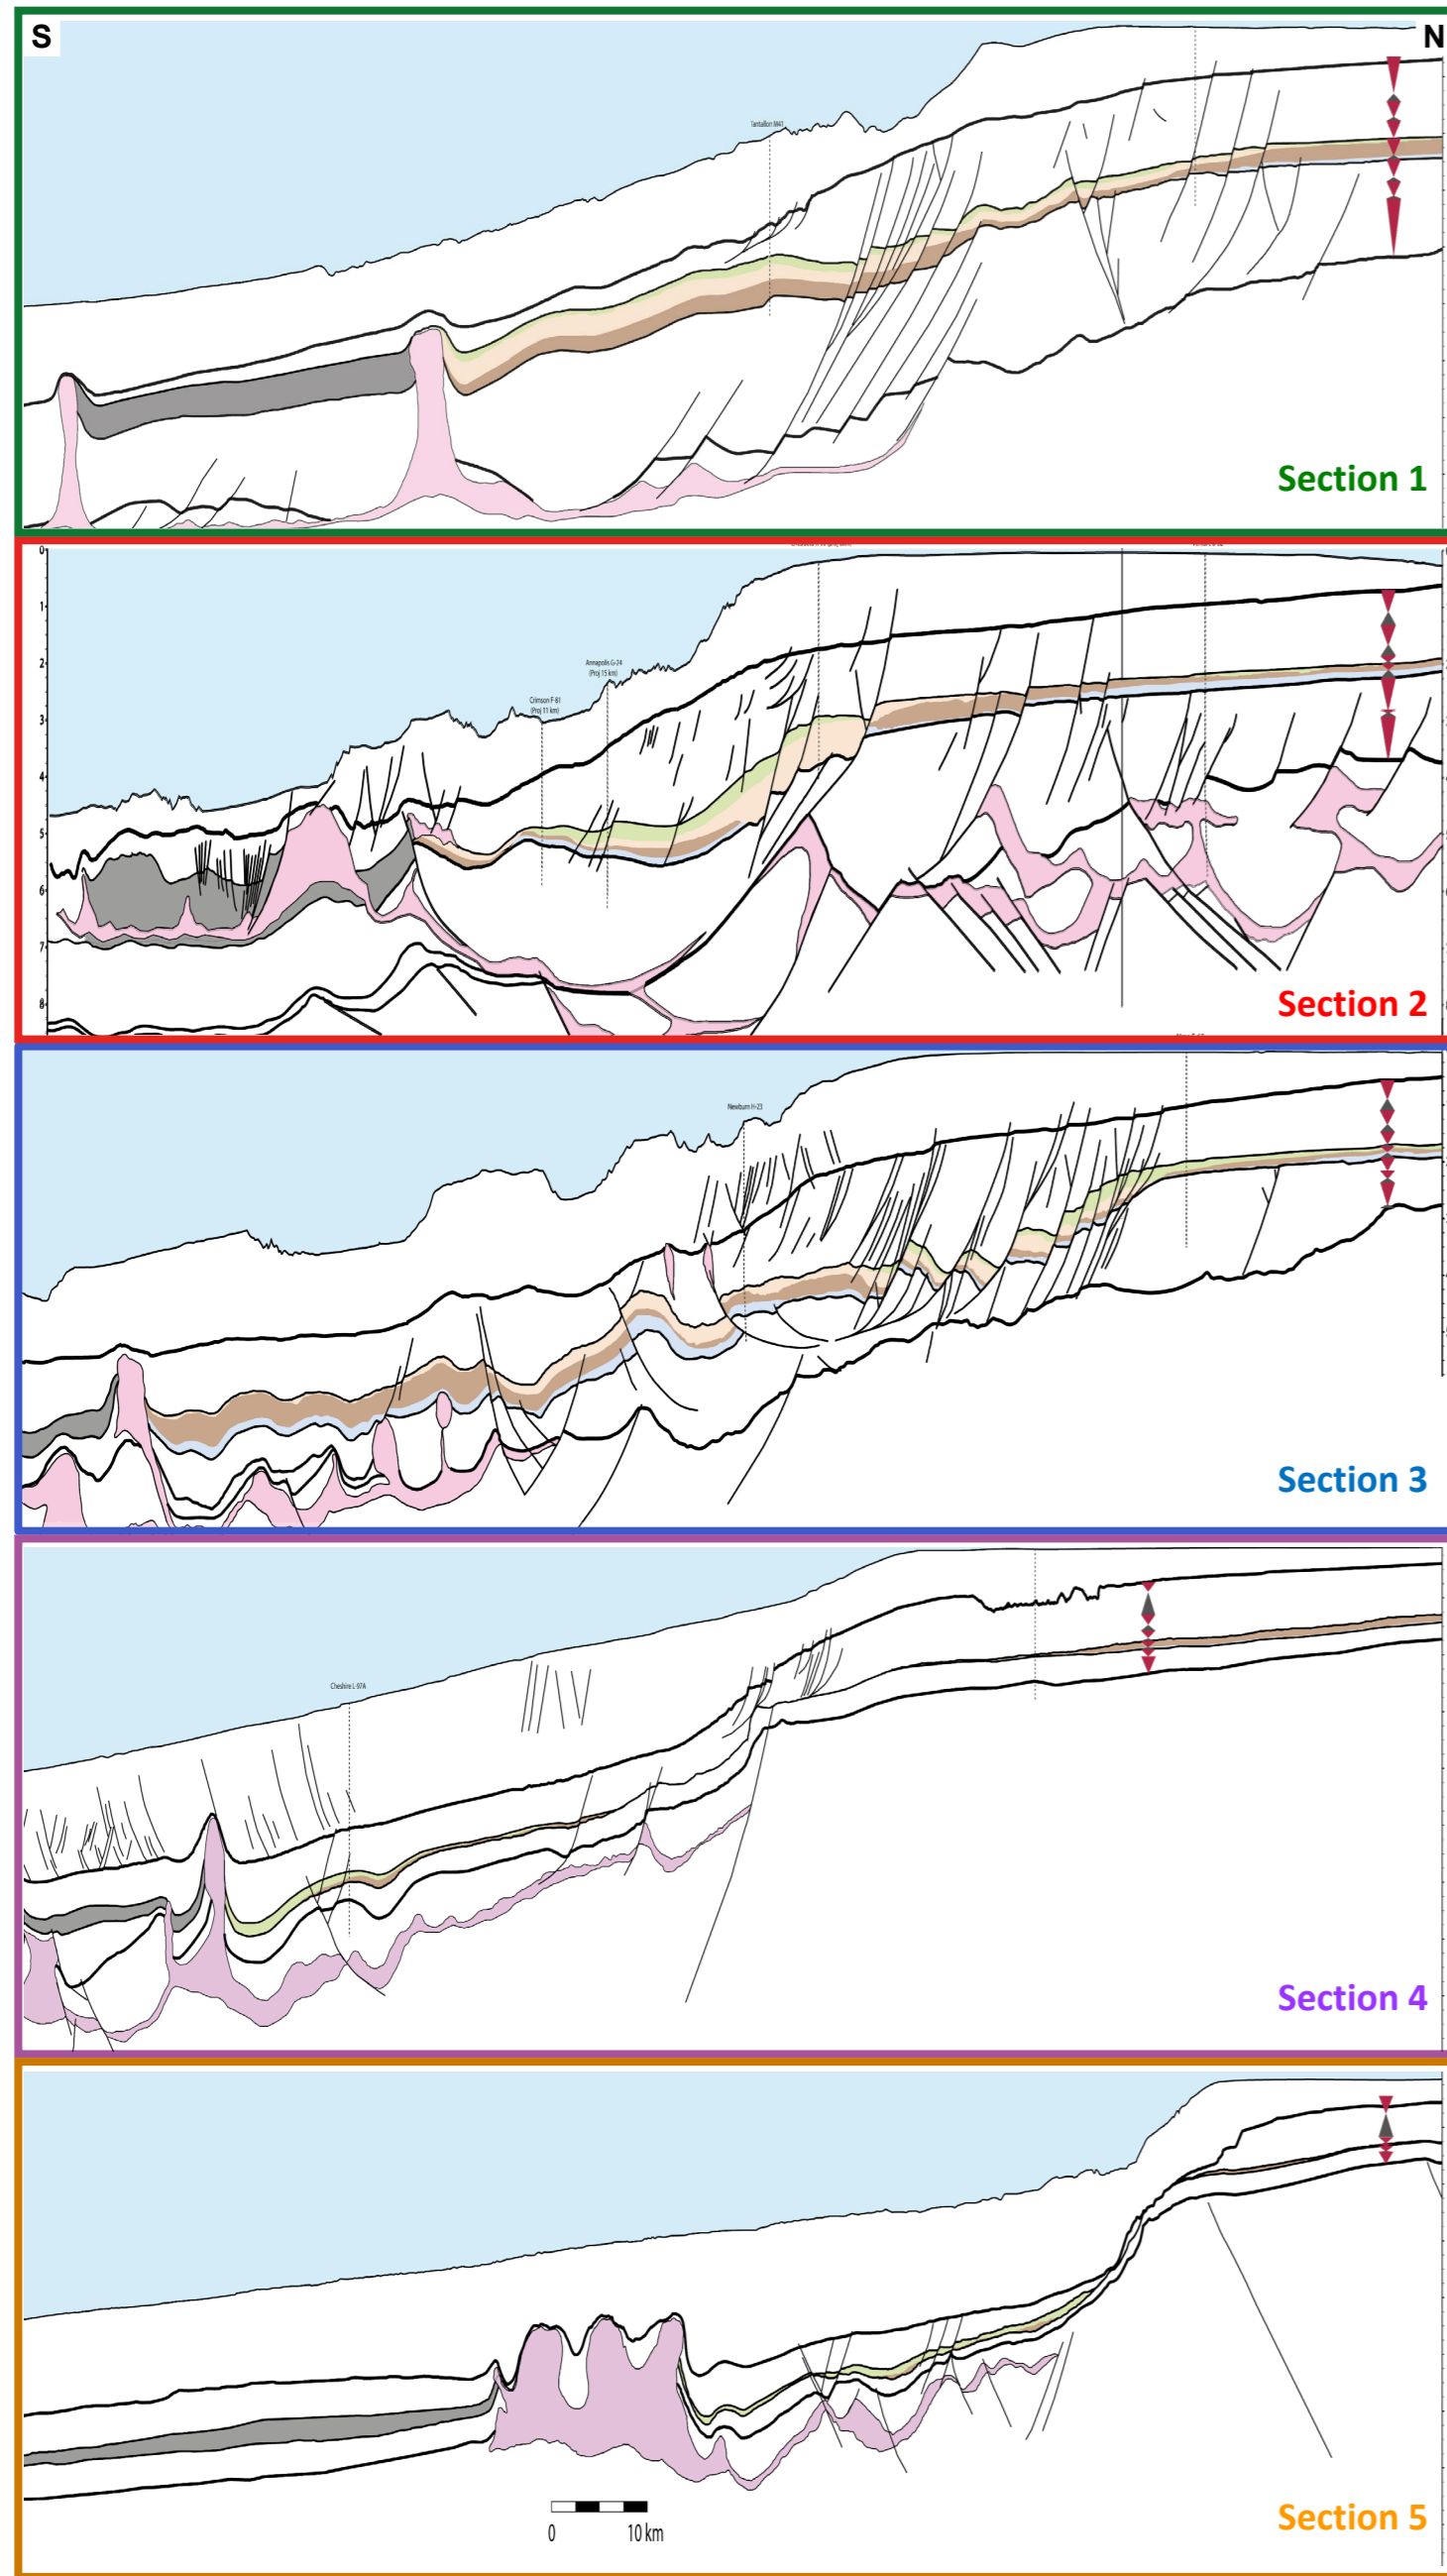 S
N
Tantallon M41
Section 1
0
1
2
3
4
5
6
7
8
Annapolis G-24
(Proj 15 km)
Crimson F-81
(Proj 11 km)
Section 2
Newburn H-23
Section 3
Cheshire L-97A
Section 4
0
10 km
Section 5